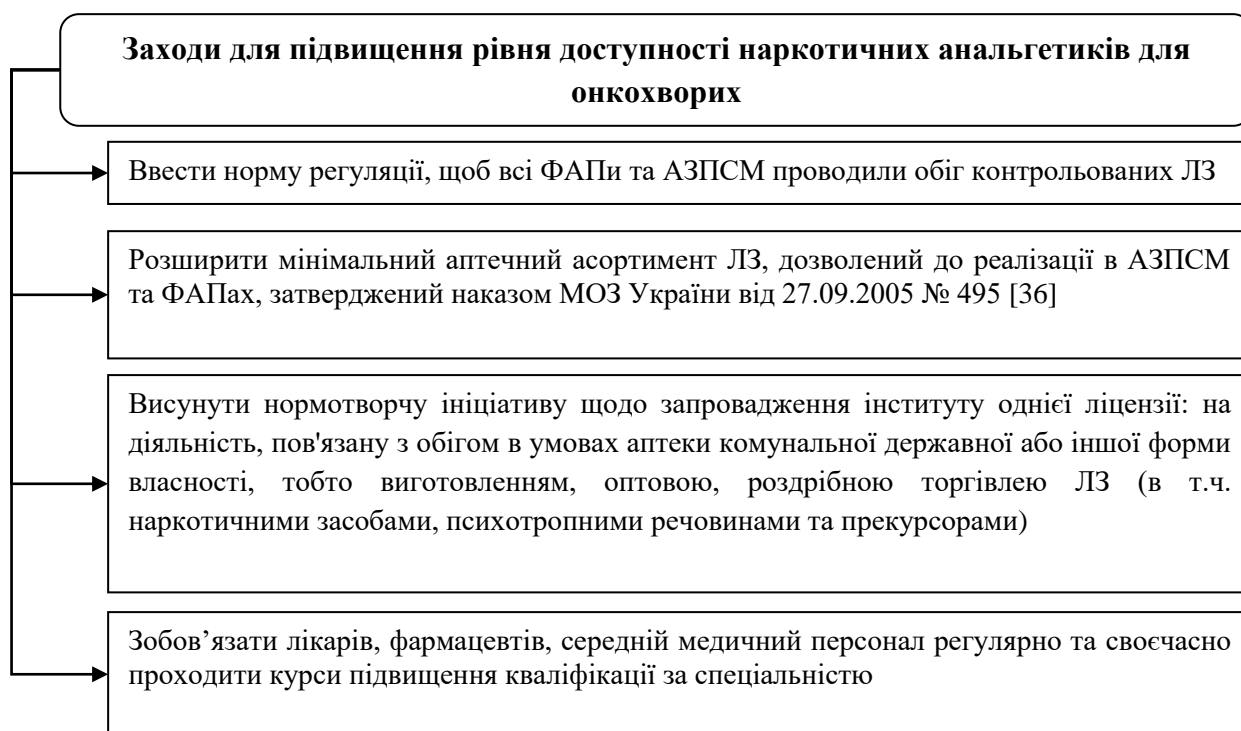 Заходи для підвищення рівня доступності наркотичних анальгетиків для
онкохворих
Ввести норму регуляції, щоб всі ФАПи та АЗПСМ проводили обіг контрольованих ЛЗ
Розширити мінімальний аптечний асортимент ЛЗ, дозволений до реалізації в АЗПСМ
та ФАПах, затверджений наказом МОЗ України від 27.09.2005 № 495 [36]
Висунути нормотворчу ініціативу щодо запровадження інституту однієї ліцензії: на
діяльність, пов'язану з обігом в умовах аптеки комунальної державної або іншої форми
власності, тобто виготовленням, оптовою, роздрібною торгівлею ЛЗ (в т.ч.
наркотичними засобами, психотропними речовинами та прекурсорами)
Зобов’язати лікарів, фармацевтів, середній медичний персонал регулярно та своєчасно
проходити курси підвищення кваліфікації за спеціальністю